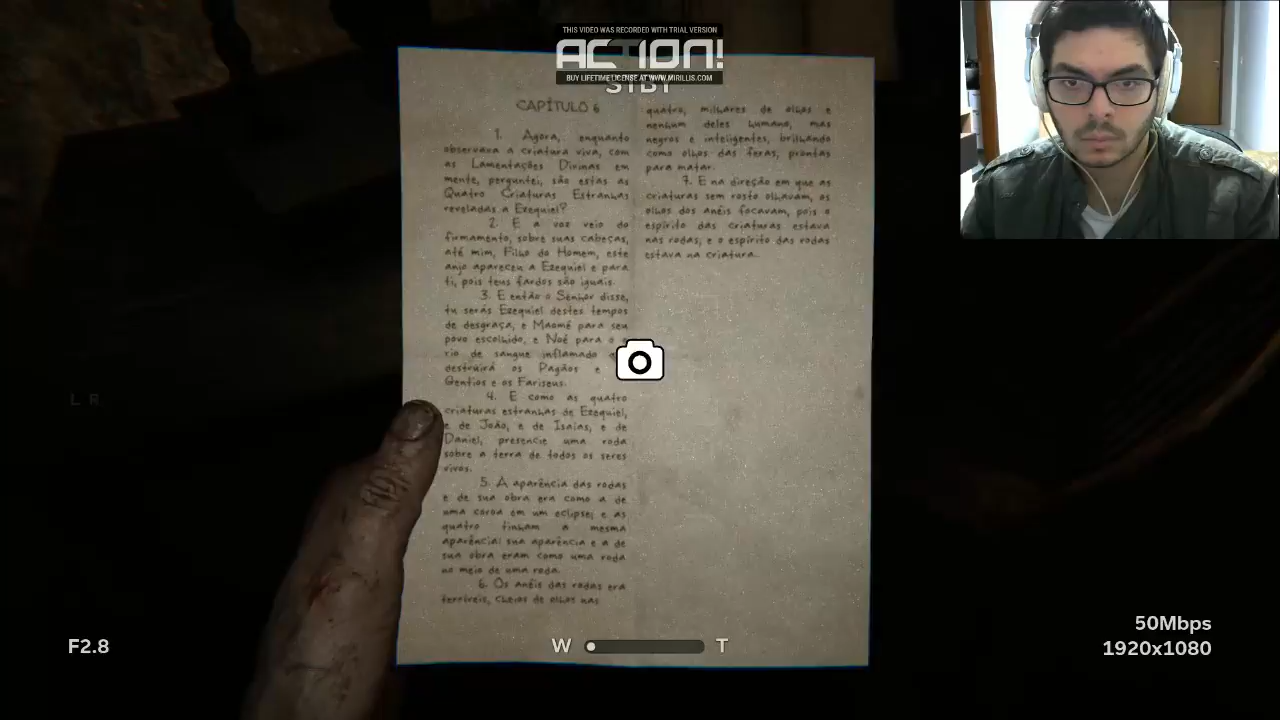 THIS VIDEO WAS RECORDED WITH TRIAL VERSION
ACTION!
BUY LIFETIME LICENSE AT WWW.MIRILLIS.COM
STBY
CAPÍTULO 6
1. Agora, enquanto
observava a criatura viva, com
as Lamentações Divinas em
mente, perguntei, são estas as
Quatro Criaturas Estranhas
reveladas a Ezequiel?
2. E a voz veio do
firmamento, sobre suas cabeças,
até mim, Filho do Homem, este
anjo apareceu a Ezequiel e para
ti, pois teus fardos são iguais.
3. E então o Senhor disse,
tu serás Ezequiel destes tempos
de desgraça, e Maomé para seu
povo escolhido, e Noé para o
rio de sangue inflamado
destruirá os Pagãos e
Gentios e os Fariseus.
4. E como as quatro
criaturas estranhas de Ezequiel,
e de João, e de Isaías, e de
Daniel, presencie uma roda
sobre a terra de todos os seres
vivos.
5. A aparência das rodas
e de sua obra era como a de
uma coroa em um eclipse; e as
quatro tinham a mesma
aparência: sua aparência e a de
sua obra eram como uma roda
no meio de uma roda.
6. Os anéis das rodas era
terríveis, cheios de olhos nas
quatro, milhares de olhos e
nenhum deles humano, mas
negros e inteligentes, brilhando
como olhos das feras, prontas
para matar.
7. E na direção em que as
criaturas sem rosto olhavam, os
olhos dos anéis focavam, pois o
espírito das criaturas estava
nas rodas, e o espírito das rodas
estava na criatura.
L R
F2.8
W T
50Mbps
1920x1080